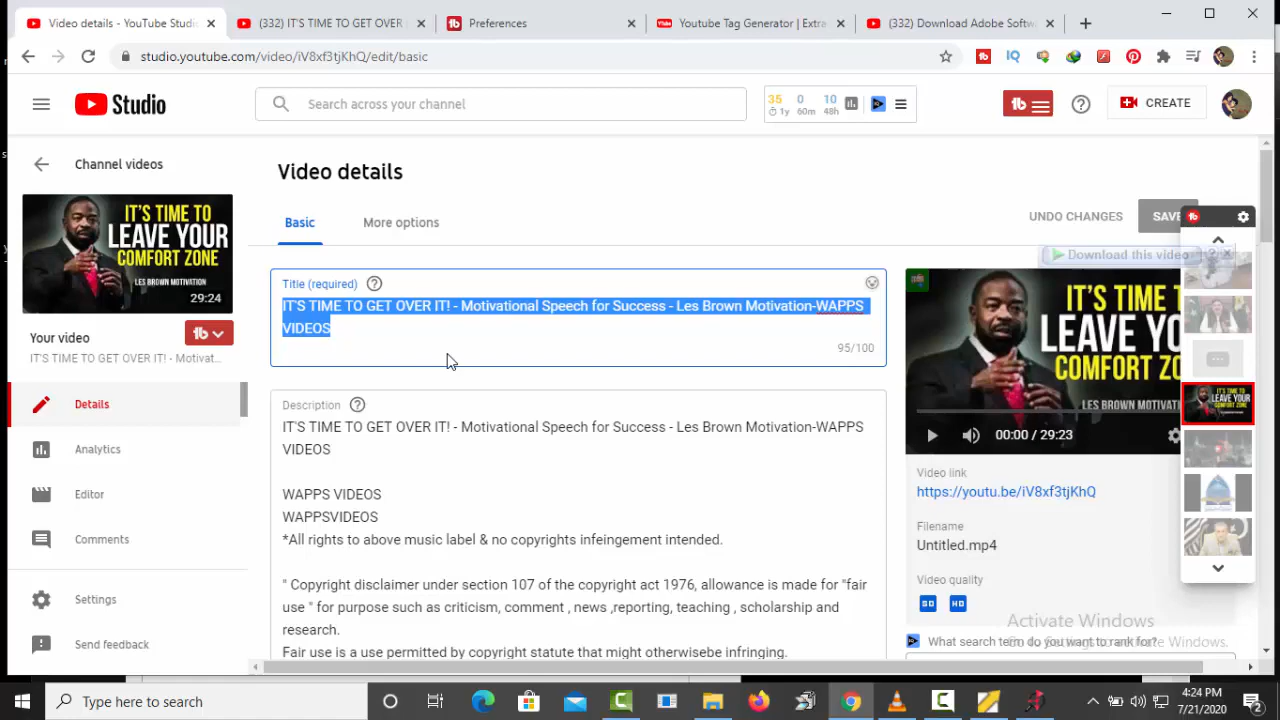 Video details - YouTube Studi
(332) IT'S TIME TO GET OVER
Preferences
Youtube Tag Generator | Extra
(332) Download Adobe Softw
studio.youtube.com/video/iV8xf3tjKhQ/edit/basic
Studio
Search across your channel
35 0 10
1y 60m 48h
CREATE
Channel videos
IT'S TIME TO
LEAVE YOUR
COMFORT ZONE
LES BROWN MOTIVATION
29:24
Your video
IT'S TIME TO GET OVER IT! - Motivat...
Details
Analytics
Editor
Comments
Settings
Send feedback
Video details
Basic
More options
UNDO CHANGES
SAVE
Title (required)
IT'S TIME TO GET OVER IT! - Motivational Speech for Success - Les Brown Motivation-WAPPS
VIDEOS
95/100
Description
IT'S TIME TO GET OVER IT! - Motivational Speech for Success - Les Brown Motivation-WAPPS
VIDEOS
WAPPS VIDEOS
WAPPSVIDEOS
*All rights to above music label & no copyrights infeingement intended.
" Copyright disclaimer under section 107 of the copyright act 1976, allowance is made for "fair
use " for purpose such as criticism, comment , news ,reporting, teaching , scholarship and
research.
Fair use is a use permitted by copyright statute that might otherwisebe infringing.
Download this video
IT'S TIME
LEAVE YO
COMFORT ZO
LES BROWN MOTIVAT
00:00 / 29:23
Video link
https://youtu.be/iV8xf3tjKhQ
Filename
Untitled.mp4
Video quality
SD HD
Activate Windows
Go to Settings to activate Windows.
What search term do you want to rank for?
Type here to search
4:24 PM
7/21/2020
2